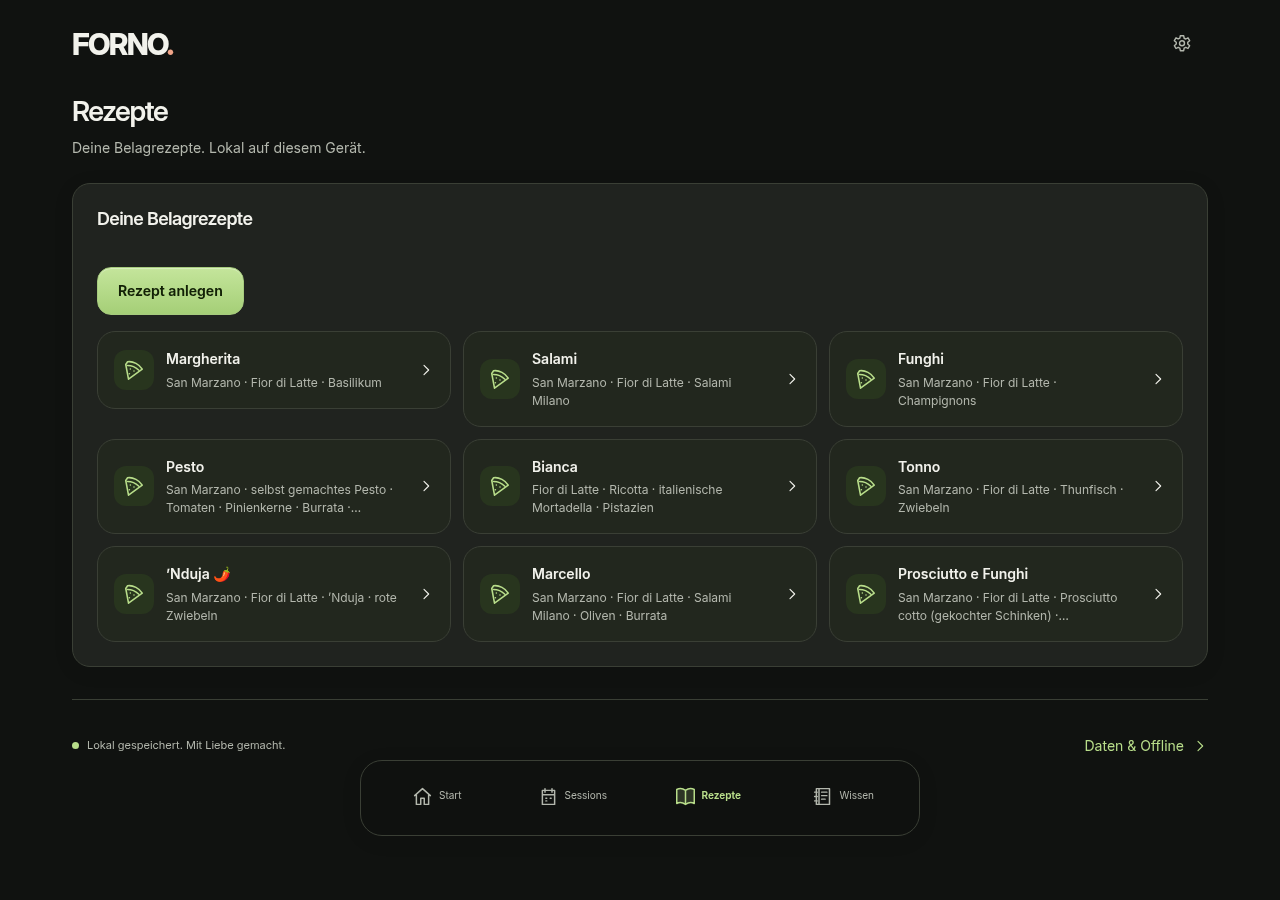 FORNO.
Rezepte
Deine Belagrezepte. Lokal auf diesem Gerät.
Deine Belagrezepte
Rezept anlegen
Margherita
San Marzano · Fior di Latte · Basilikum
Salami
San Marzano · Fior di Latte · Salami
Milano
Funghi
San Marzano · Fior di Latte ·
Champignons
Pesto
San Marzano · selbst gemachtes Pesto ·
Tomaten · Pinienkerne · Burrata ·...
Bianca
Fior di Latte · Ricotta · italienische
Mortadella · Pistazien
Tonno
San Marzano · Fior di Latte · Thunfisch ·
Zwiebeln
’Nduja 🌶️
San Marzano · Fior di Latte · ’Nduja · rote
Zwiebeln
Marcello
San Marzano · Fior di Latte · Salami
Milano · Oliven · Burrata
Prosciutto e Funghi
San Marzano · Fior di Latte · Prosciutto
cotto (gekochter Schinken) ·...
Lokal gespeichert. Mit Liebe gemacht.
Daten & Offline
Start
Sessions
Rezepte
Wissen